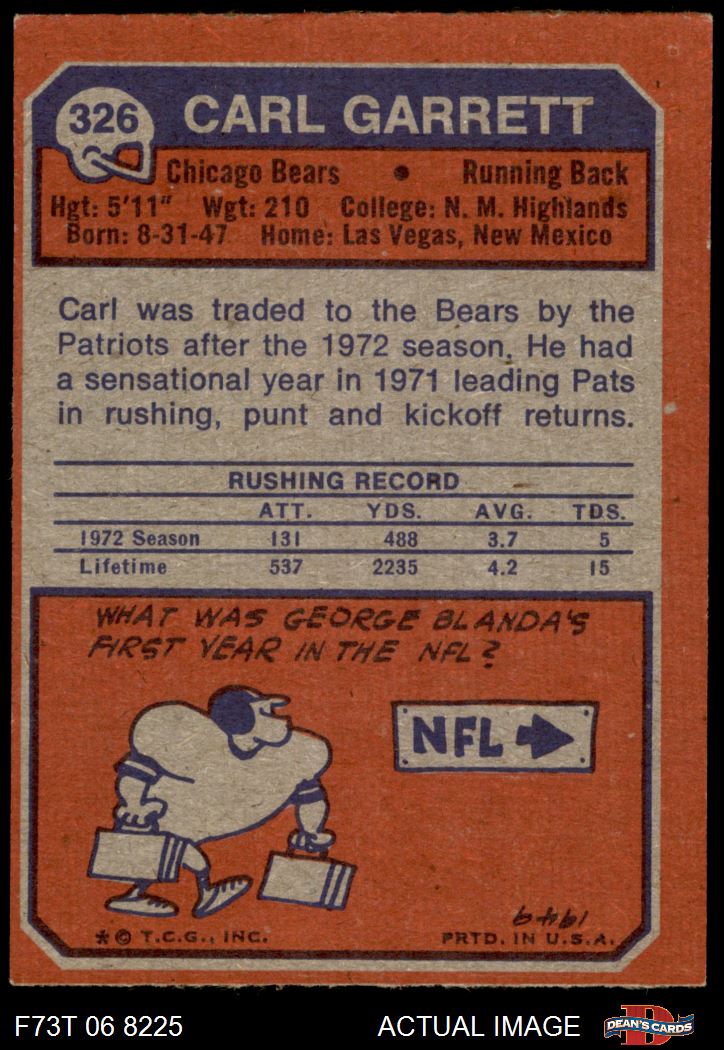 326 CARL GARRETT
Chicago Bears • Running Back
Hgt: 5'11" Wgt: 210 College: N. M. Highlands
Born: 8-31-47 Home: Las Vegas, New Mexico
Carl was traded to the Bears by the
Patriots after the 1972 season. He had
a sensational year in 1971 leading Pats
in rushing, punt and kickoff returns.
RUSHING RECORD
ATT. YDS. AVG. TDS.
1972 Season 131 488 3.7 5
Lifetime 537 2235 4.2 15
WHAT WAS GEORGE BLANDA'S
FIRST YEAR IN THE NFL?
NFL
1949
* © T.C.G., INC. PRTD. IN U.S.A.
F73T 06 8225 ACTUAL IMAGE D DEAN'S CARDS